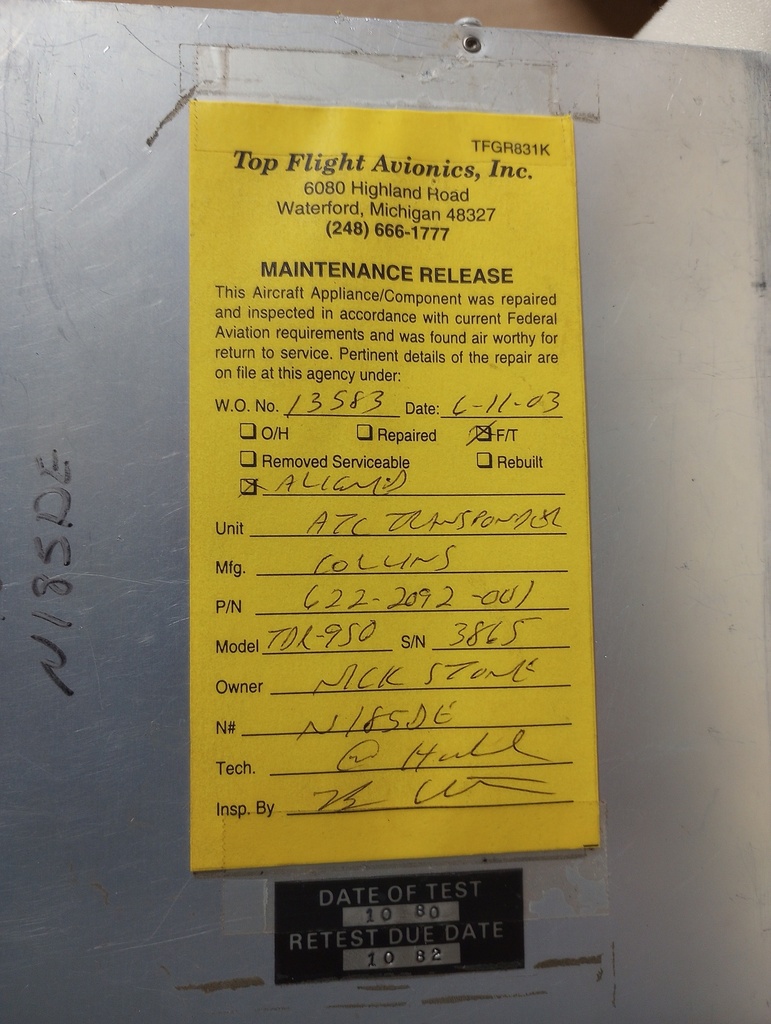 TFGR831K
Top Flight Avionics, Inc.
6080 Highland Road
Waterford, Michigan 48327
(248) 666-1777
MAINTENANCE RELEASE
This Aircraft Appliance/Component was repaired
and inspected in accordance with current Federal
Aviation requirements and was found air worthy for
return to service. Pertinent details of the repair are
on file at this agency under:
W.O. No. 13583 Date: 6-11-03
O/H Repaired F/T
Removed Serviceable Rebuilt
ALIGNED
Unit ATC TRANSPONDER
Mfg. COLLINS
P/N 622-2092-001
Model TDR-950 S/N 3865
Owner NICK STONE
N# N185DE
Tech.
Insp. By
N185DE
DATE OF TEST
10 80
RETEST DUE DATE
10 82